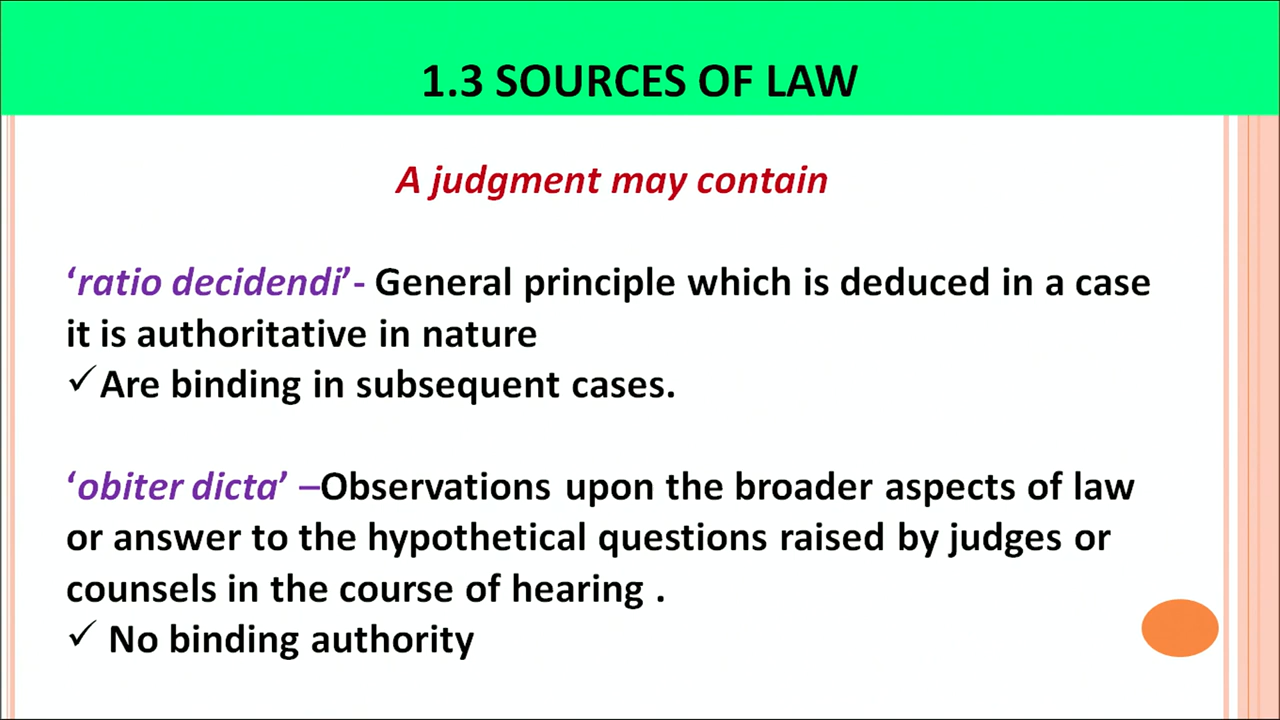 1.3 SOURCES OF LAW
A judgment may contain
‘ratio decidendi’- General principle which is deduced in a case
it is authoritative in nature
✓Are binding in subsequent cases.
‘obiter dicta’ –Observations upon the broader aspects of law
or answer to the hypothetical questions raised by judges or
counsels in the course of hearing .
✓ No binding authority